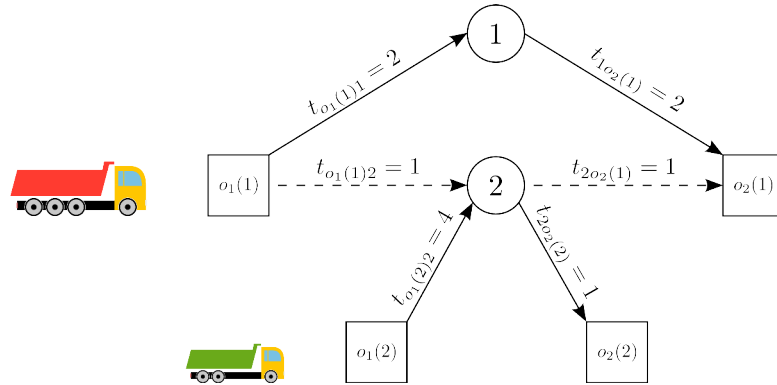 1
t_{o_1(1)1} = 2
t_{1o_2(1)} = 2
o_1(1)
t_{o_1(1)2} = 1
2
t_{2o_2(1)} = 1
o_2(1)
t_{o_1(2)2} = 4
t_{2o_2(2)} = 1
o_1(2)
o_2(2)